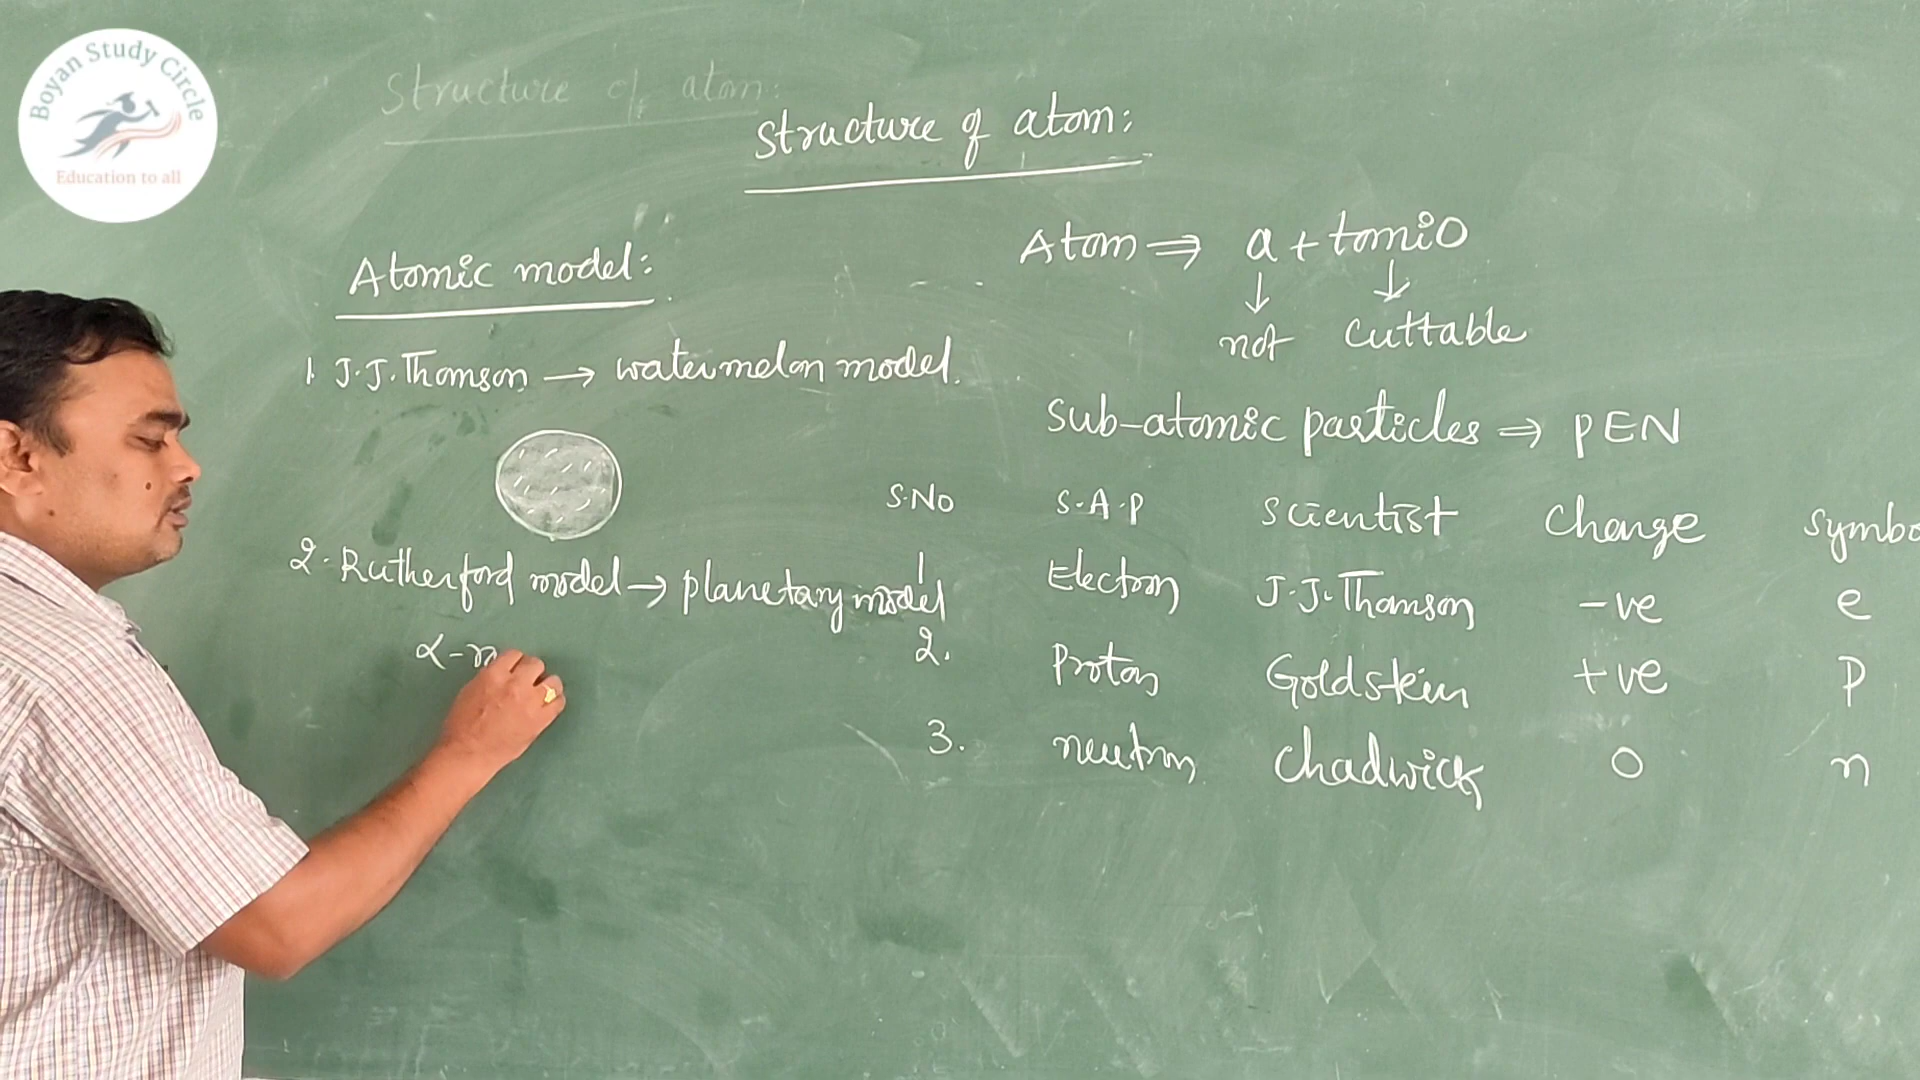 Boyan Study Circle
Education to all
Structure of atom:
Structure of atom:
Atomic model:
1. J.J. Thomson → watermelon model.
2. Rutherford model → planetary model
α-r
Atom ⇒ a + tomio
↓ ↓
not cuttable
Sub-atomic particles ⇒ PEN
S.No S.A.P Scientist Charge Symbo
1 Electron J.J. Thomson -ve e
2. Proton Goldstein +ve p
3. neutron Chadwick 0 n